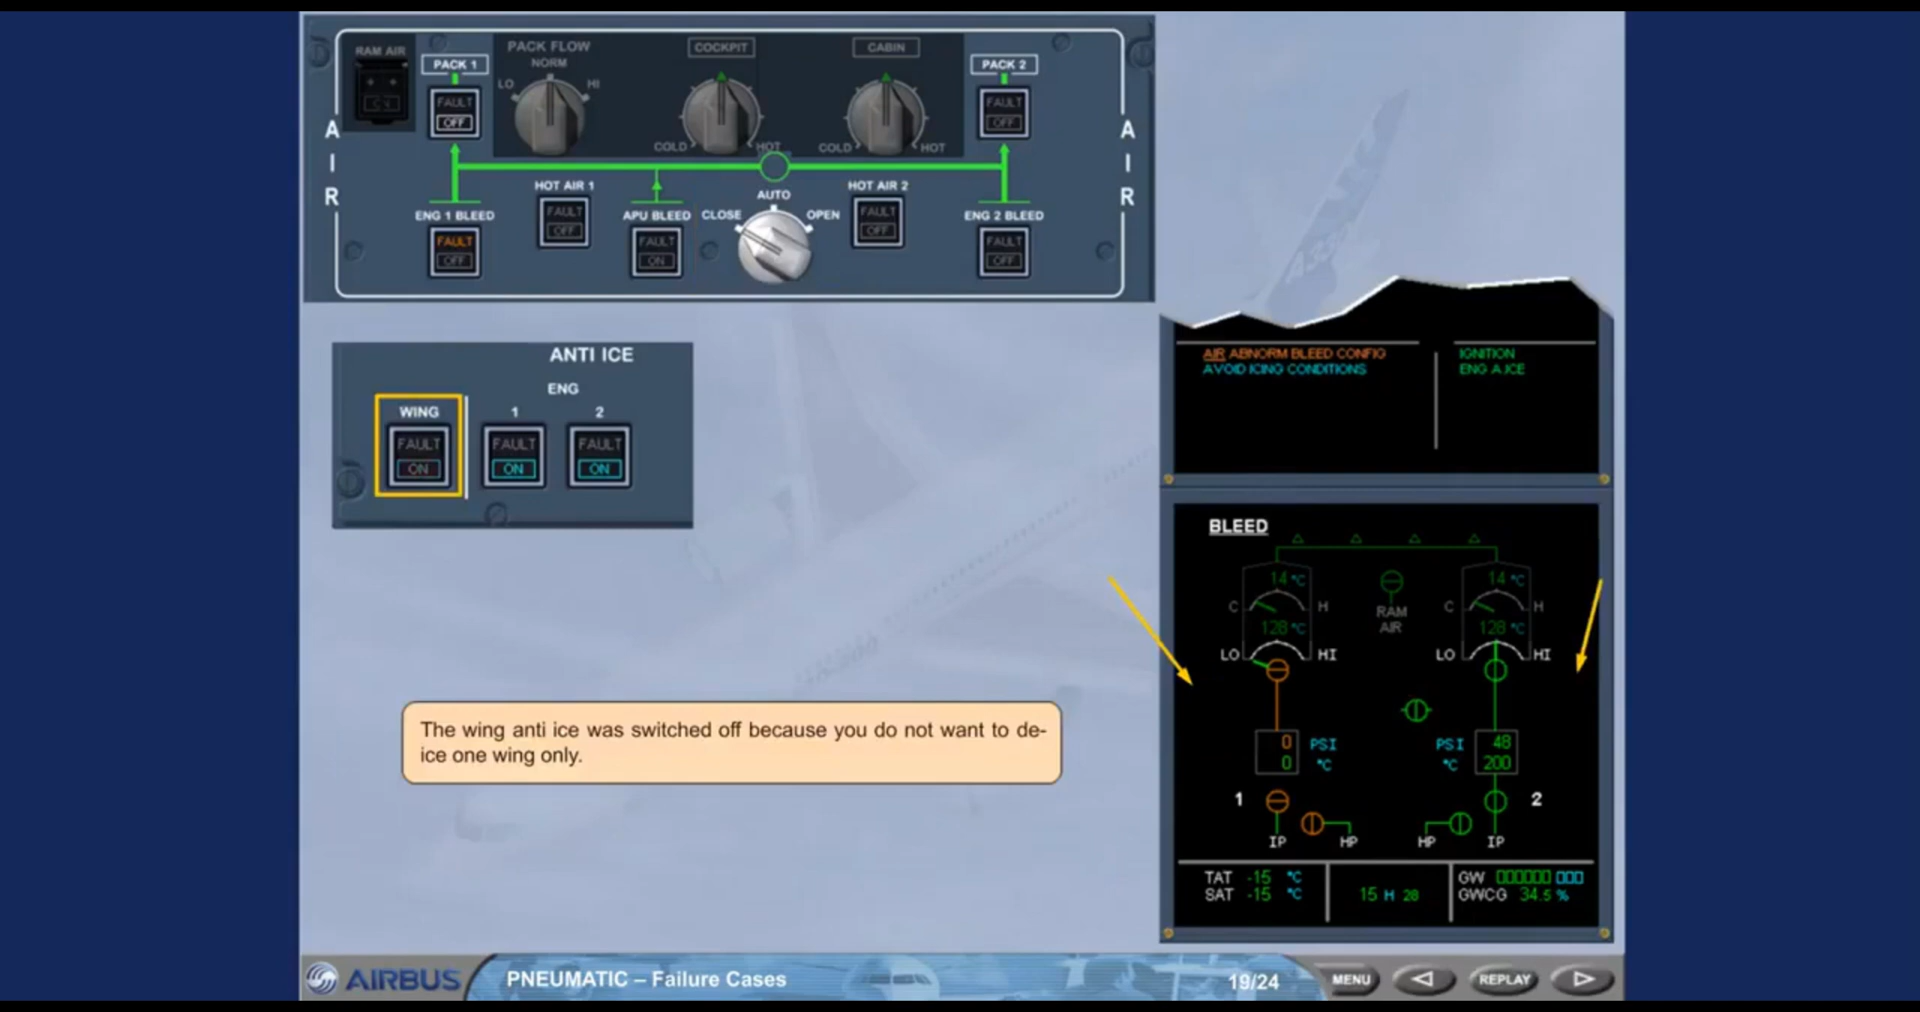 RAM AIR
PACK 1
PACK FLOW
NORM
LO
HI
COCKPIT
CABIN
PACK 2
ON
FAULT
OFF
FAULT
OFF
COLD
HOT
COLD
HOT
A
I
R
A
I
R
HOT AIR 1
AUTO
HOT AIR 2
ENG 1 BLEED
FAULT
OFF
APU BLEED
CLOSE
OPEN
FAULT
OFF
ENG 2 BLEED
FAULT
OFF
FAULT
ON
FAULT
OFF
ANTI ICE
ENG
WING
1
2
FAULT
FAULT
FAULT
ON
ON
ON
AIR ABNORM BLEED CONFIG
AVOID ICING CONDITIONS
IGNITION
ENG A.ICE
BLEED
14 °C
14 °C
C
H
RAM
AIR
C
H
128 °C
128 °C
LO
HI
LO
HI
0 PSI
PSI 48
0 °C
°C 200
1
2
IP
HP
HP
IP
TAT -15 °C
SAT -15 °C
15 H 28
GW
GWCG 34.5 %
The wing anti ice was switched off because you do not want to de-
ice one wing only.
AIRBUS
PNEUMATIC – Failure Cases
19/24
MENU
REPLAY